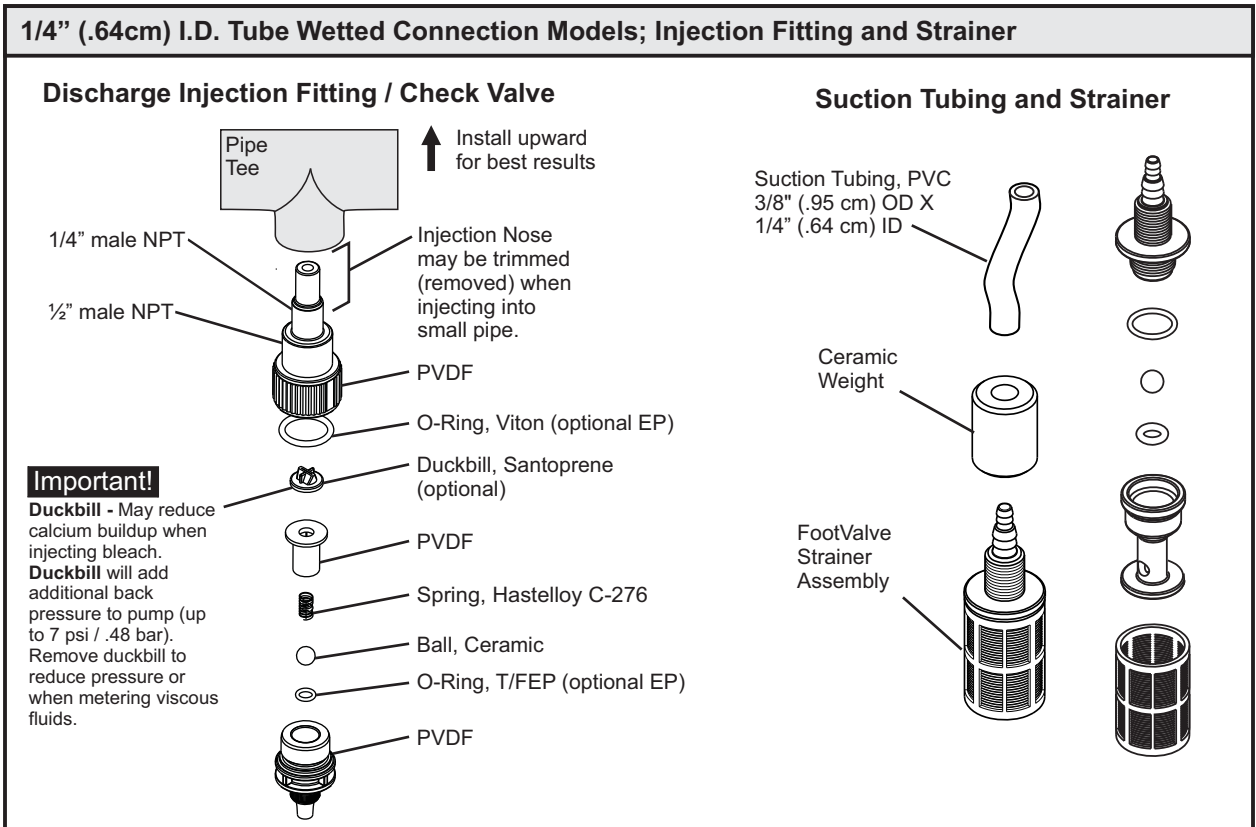 1/4” (.64cm) I.D. Tube Wetted Connection Models; Injection Fitting and Strainer
Discharge Injection Fitting / Check Valve
Pipe
Tee
Install upward
for best results
1/4” male NPT
½” male NPT
Injection Nose
may be trimmed
(removed) when
injecting into
small pipe.
PVDF
O-Ring, Viton (optional EP)
Duckbill, Santoprene
(optional)
Important!
Duckbill - May reduce
calcium buildup when
injecting bleach.
Duckbill will add
additional back
pressure to pump (up
to 7 psi / .48 bar).
Remove duckbill to
reduce pressure or
when metering viscous
fluids.
PVDF
Spring, Hastelloy C-276
Ball, Ceramic
O-Ring, T/FEP (optional EP)
PVDF
Suction Tubing and Strainer
Suction Tubing, PVC
3/8" (.95 cm) OD X
1/4” (.64 cm) ID
Ceramic
Weight
FootValve
Strainer
Assembly